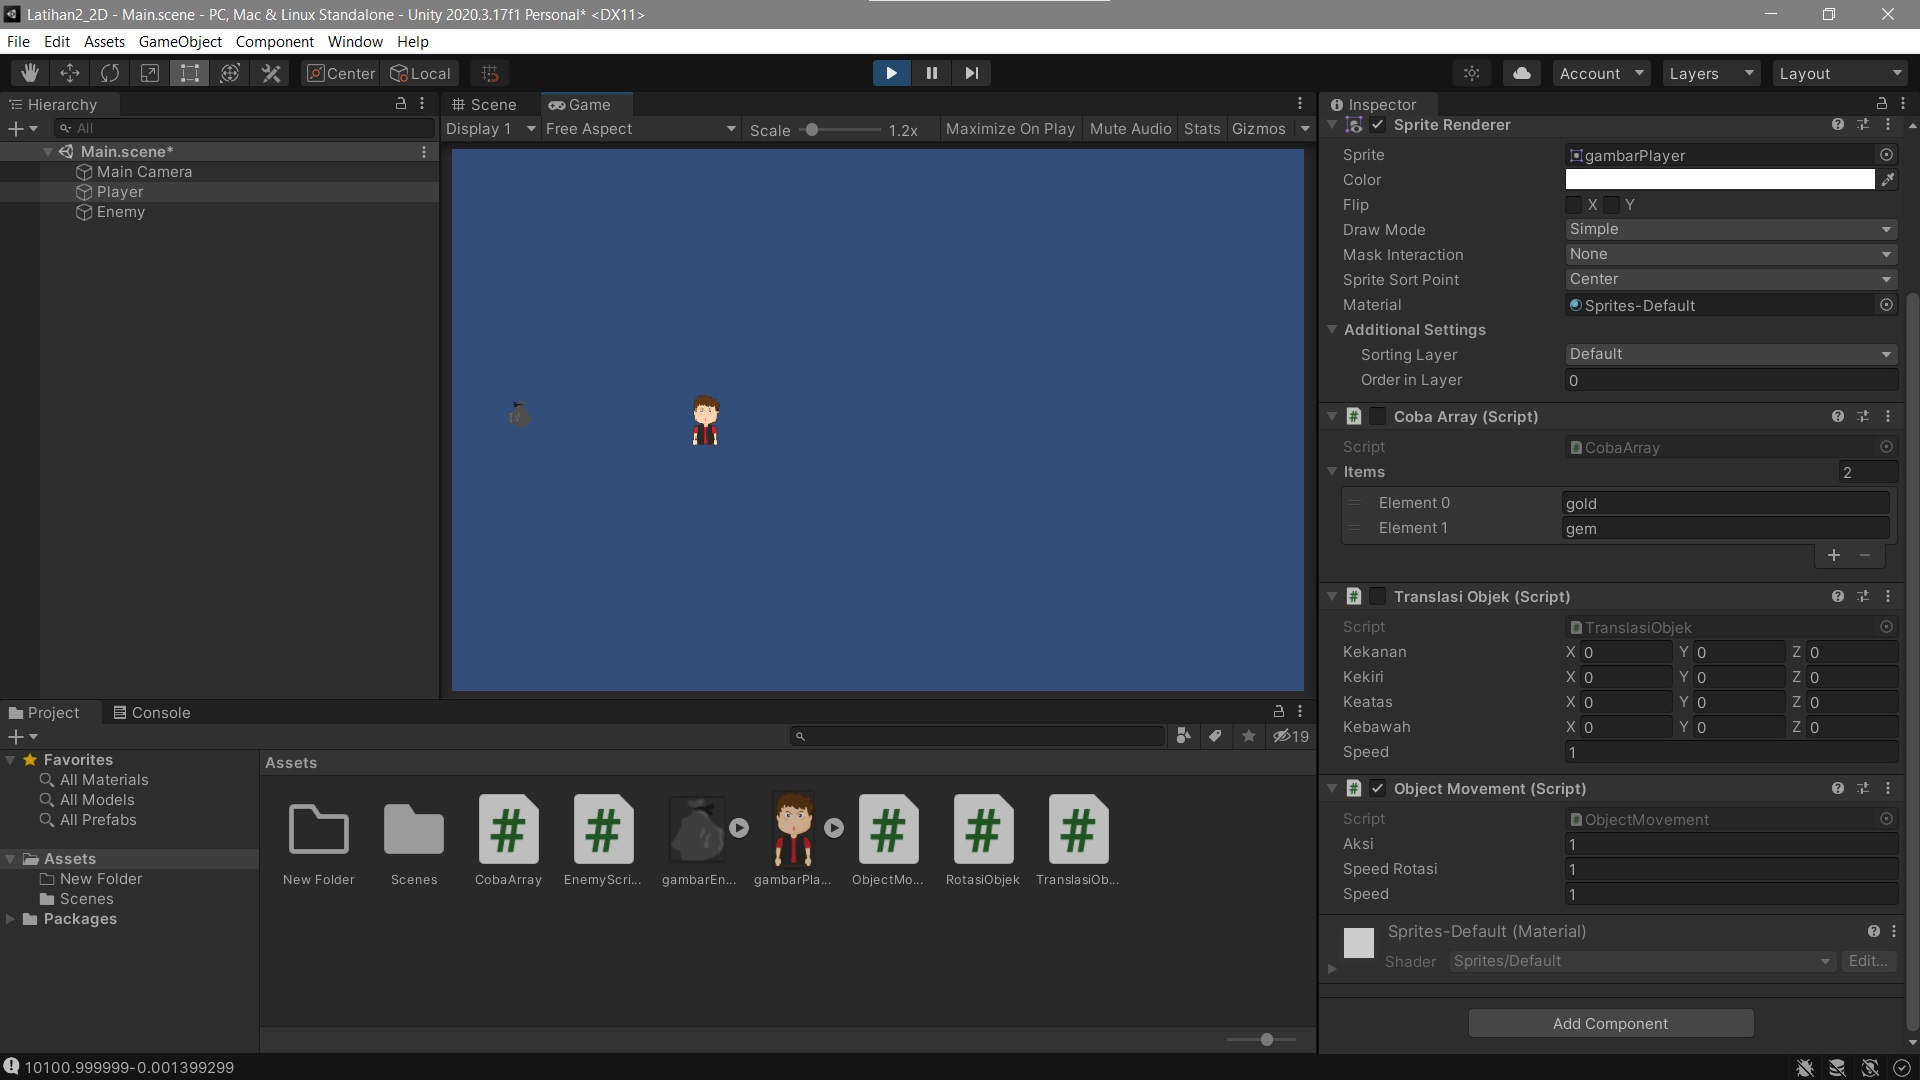 Latihan2_2D - Main.scene - PC, Mac & Linux Standalone - Unity 2020.3.17f1 Personal* <DX11>
File Edit Assets GameObject Component Window Help
Center Local Account Layers Layout
Hierarchy
All
Main.scene*
Main Camera
Player
Enemy
Scene Game
Display 1 Free Aspect Scale 1.2x Maximize On Play Mute Audio Stats Gizmos
Inspector
Sprite Renderer
Sprite gambarPlayer
Color
Flip X Y
Draw Mode Simple
Mask Interaction None
Sprite Sort Point Center
Material Sprites-Default
Additional Settings
Sorting Layer Default
Order in Layer 0
# Coba Array (Script)
Script CobaArray
Items 2
Element 0 gold
Element 1 gem
# Translasi Objek (Script)
Script TranslasiObjek
Kekanan X 0 Y 0 Z 0
Kekiri X 0 Y 0 Z 0
Keatas X 0 Y 0 Z 0
Kebawah X 0 Y 0 Z 0
Speed 1
# Object Movement (Script)
Script ObjectMovement
Aksi 1
Speed Rotasi 1
Speed 1
Sprites-Default (Material)
Shader Sprites/Default Edit...
Add Component
Project Console
19
Favorites
All Materials
All Models
All Prefabs
Assets
New Folder
Scenes
Packages
Assets
# # # # #
New Folder Scenes CobaArray EnemyScri... gambarEn... gambarPla... ObjectMo... RotasiObjek TranslasiOb...
10100.999999-0.001399299